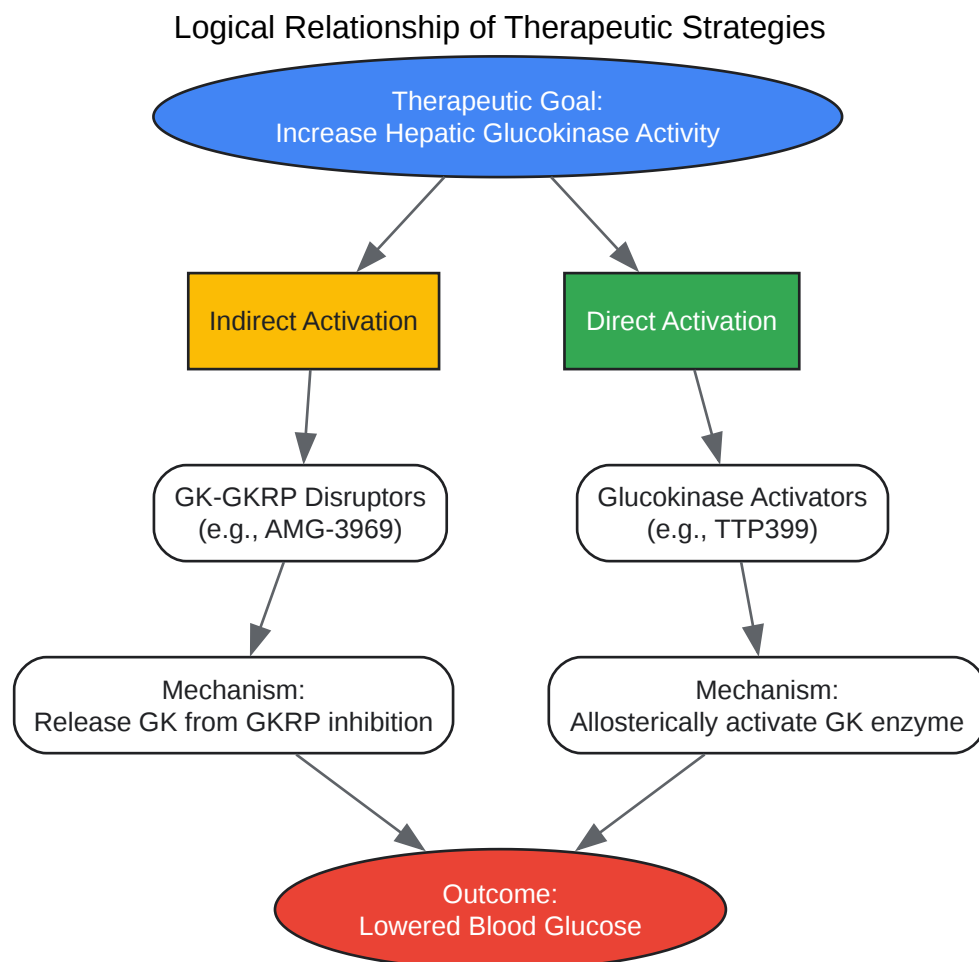 Logical Relationship of Therapeutic Strategies
Therapeutic Goal:
Increase Hepatic Glucokinase Activity
Indirect Activation
Direct Activation
GK-GKRP Disruptors
(e.g., AMG-3969)
Glucokinase Activators
(e.g., TTP399)
Mechanism:
Release GK from GKRP inhibition
Mechanism:
Allosterically activate GK enzyme
Outcome:
Lowered Blood Glucose